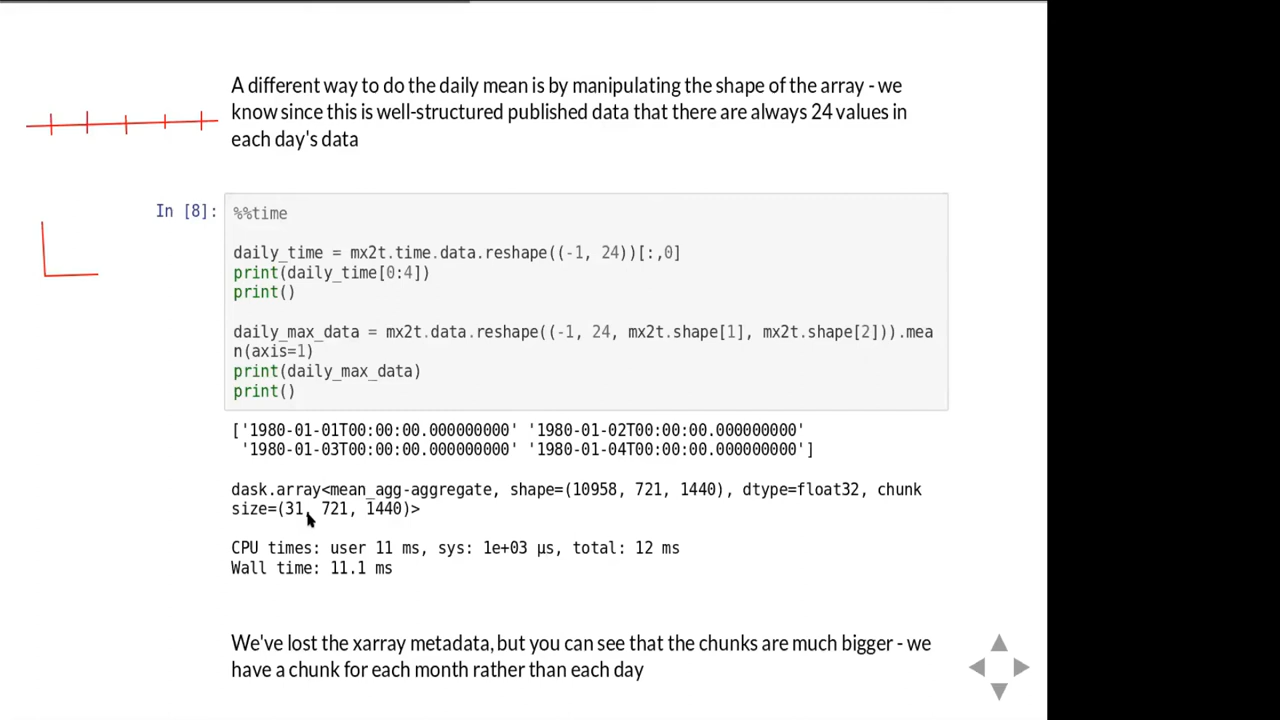 A different way to do the daily mean is by manipulating the shape of the array - we
know since this is well-structured published data that there are always 24 values in
each day's data
In [8]:
%%time
daily_time = mx2t.time.data.reshape((-1, 24))[:,0]
print(daily_time[0:4])
print()
daily_max_data = mx2t.data.reshape((-1, 24, mx2t.shape[1], mx2t.shape[2])).mea
n(axis=1)
print(daily_max_data)
print()
['1980-01-01T00:00:00.000000000' '1980-01-02T00:00:00.000000000'
'1980-01-03T00:00:00.000000000' '1980-01-04T00:00:00.000000000']
dask.array<mean_agg-aggregate, shape=(10958, 721, 1440), dtype=float32, chunk
size=(31, 721, 1440)>
CPU times: user 11 ms, sys: 1e+03 µs, total: 12 ms
Wall time: 11.1 ms
We've lost the xarray metadata, but you can see that the chunks are much bigger - we
have a chunk for each month rather than each day